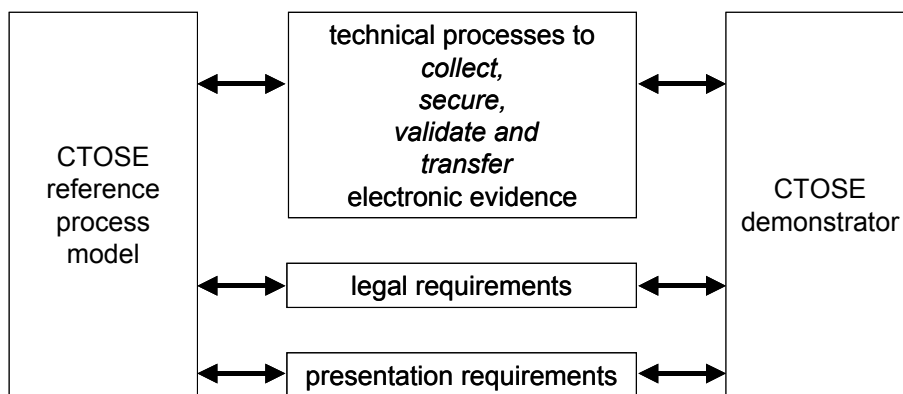 CTOSE
reference
process
model
technical processes to
collect,
secure,
validate and
transfer
electronic evidence
legal requirements
presentation requirements
CTOSE
demonstrator